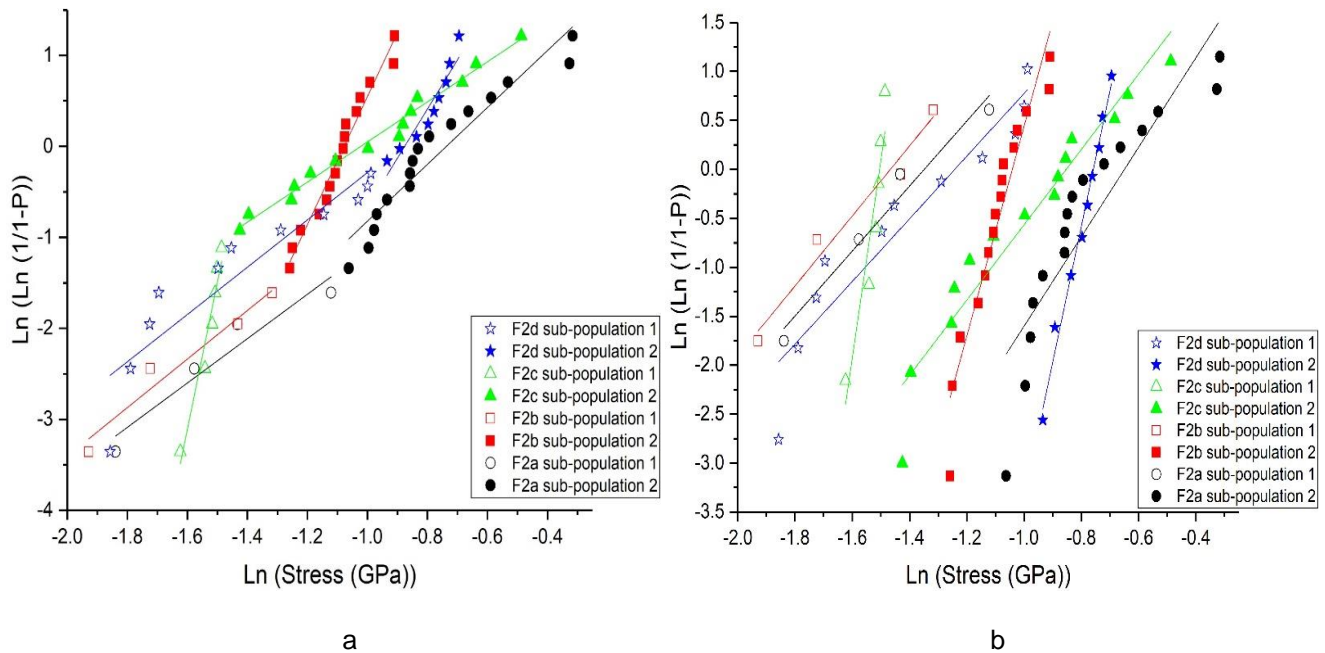 1
0
-1
-2
-3
-4
-2.0 -1.8 -1.6 -1.4 -1.2 -1.0 -0.8 -0.6 -0.4
Ln (Ln (1/1-P))
Ln (Stress (GPa))
F2d sub-population 1
F2d sub-population 2
F2c sub-population 1
F2c sub-population 2
F2b sub-population 1
F2b sub-population 2
F2a sub-population 1
F2a sub-population 2
a
1.5
1.0
0.5
0.0
-0.5
-1.0
-1.5
-2.0
-2.5
-3.0
-3.5
-2.0 -1.8 -1.6 -1.4 -1.2 -1.0 -0.8 -0.6 -0.4
Ln (Ln (1/1-P))
Ln (Stress (GPa))
F2d sub-population 1
F2d sub-population 2
F2c sub-population 1
F2c sub-population 2
F2b sub-population 1
F2b sub-population 2
F2a sub-population 1
F2a sub-population 2
b